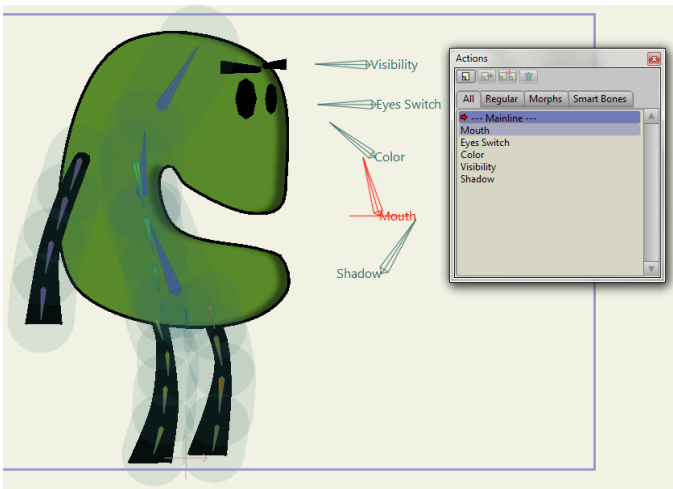 Visibility
Eyes Switch
Color
Mouth
Shadow
Actions
All Regular Morphs Smart Bones
--- Mainline ---
Mouth
Eyes Switch
Color
Visibility
Shadow